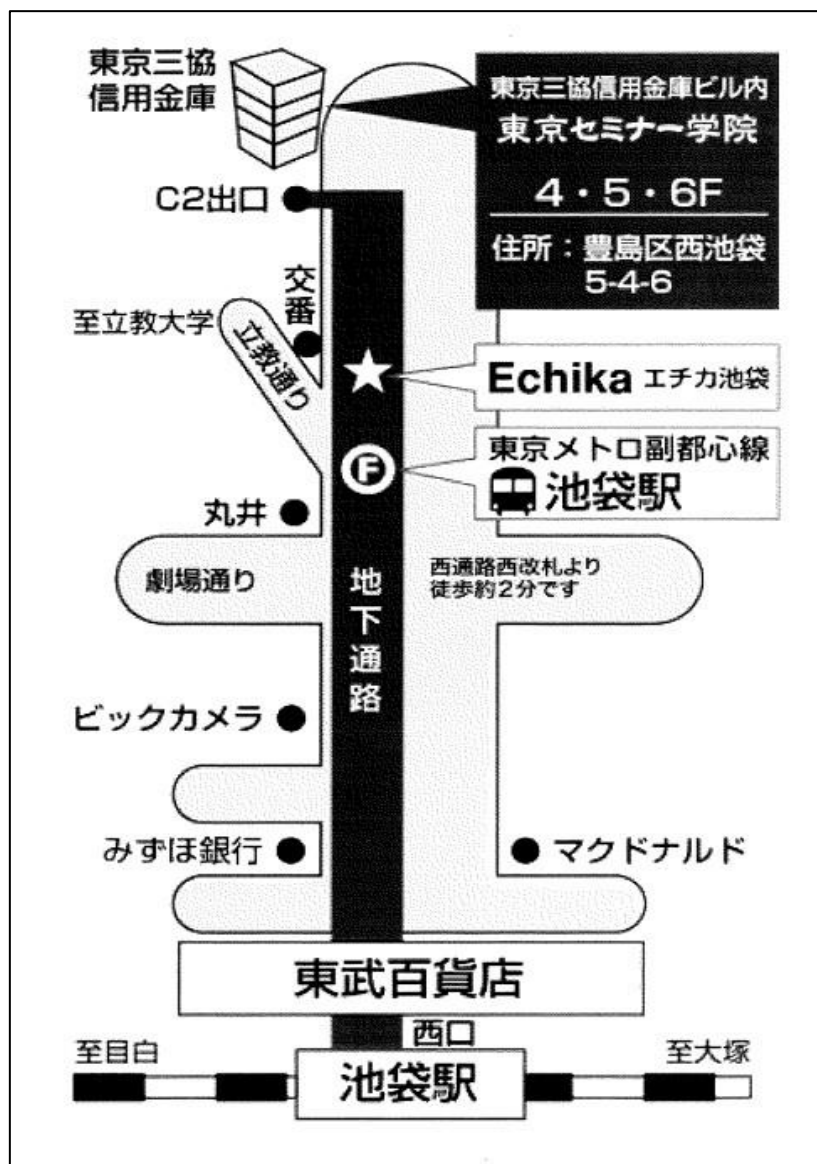 東京三協
信用金庫
東京三協信用金庫ビル内
東京セミナー学院
4・5・6F
住所：豊島区西池袋
5-4-6
C2出口
交番
至立教大学
立教通り
Echika エチカ池袋
東京メトロ副都心線
F
池袋駅
丸井
劇場通り
地下通路
西通路西改札より
徒歩約2分です
ビックカメラ
みずほ銀行
マクドナルド
東武百貨店
西口
至目白
至大塚
池袋駅